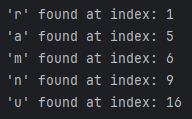 'r' found at index: 1
'a' found at index: 5
'm' found at index: 6
'n' found at index: 9
'u' found at index: 16